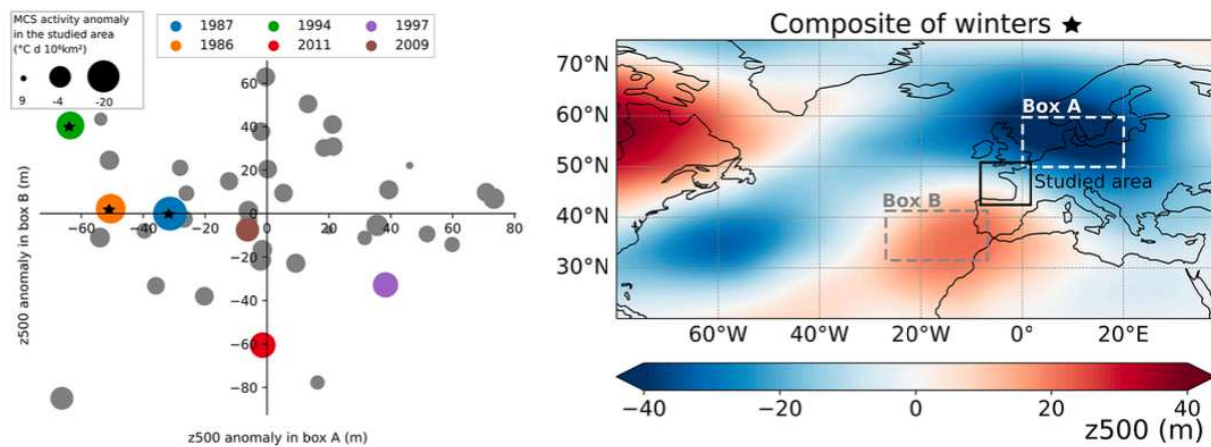 MCS activity anomaly
in the studied area
(°C d 10⁶km²)
9 -4 -20
1987 1994 1997
1986 2011 2009
60
40
20
0
−20
−40
−60
−80
−60 −40 −20 0 20 40 60 80
z500 anomaly in box B (m)
z500 anomaly in box A (m)
Composite of winters ★
70°N
60°N
50°N
40°N
30°N
Box A
Studied area
Box B
60°W 40°W 20°W 0° 20°E
−40 −20 0 20 40
z500 (m)